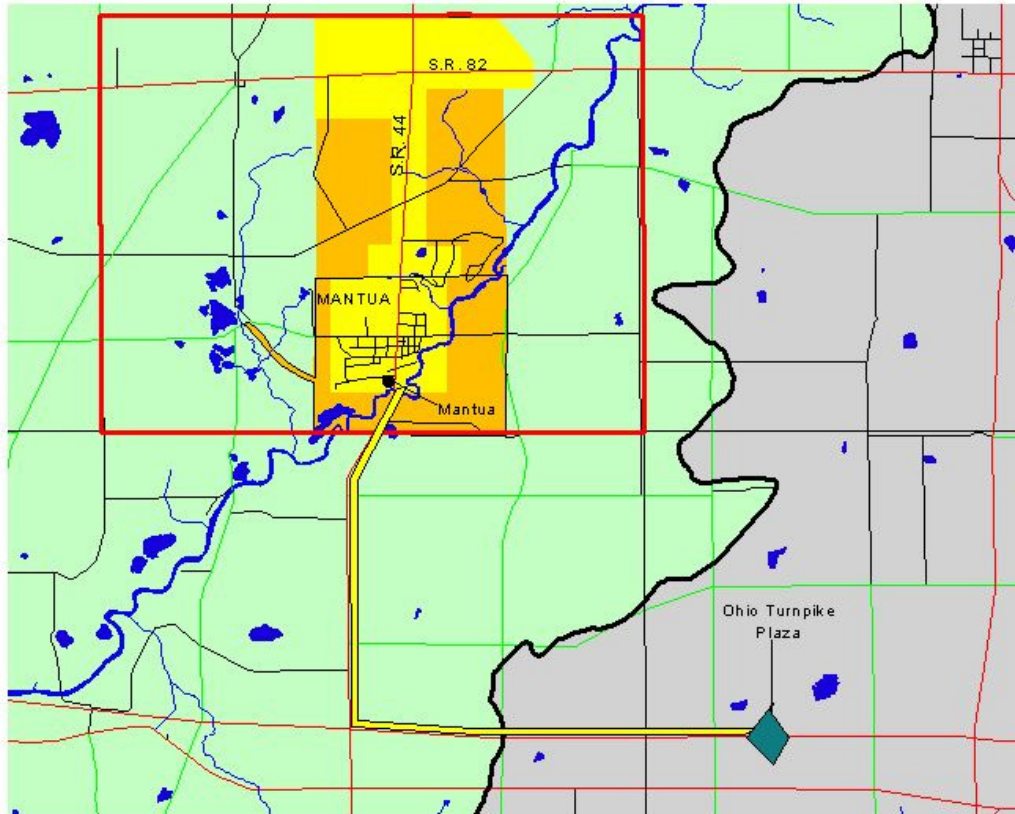 S.R. 82
S.R. 44
MANTUA
Mantua
Ohio Turnpike
Plaza